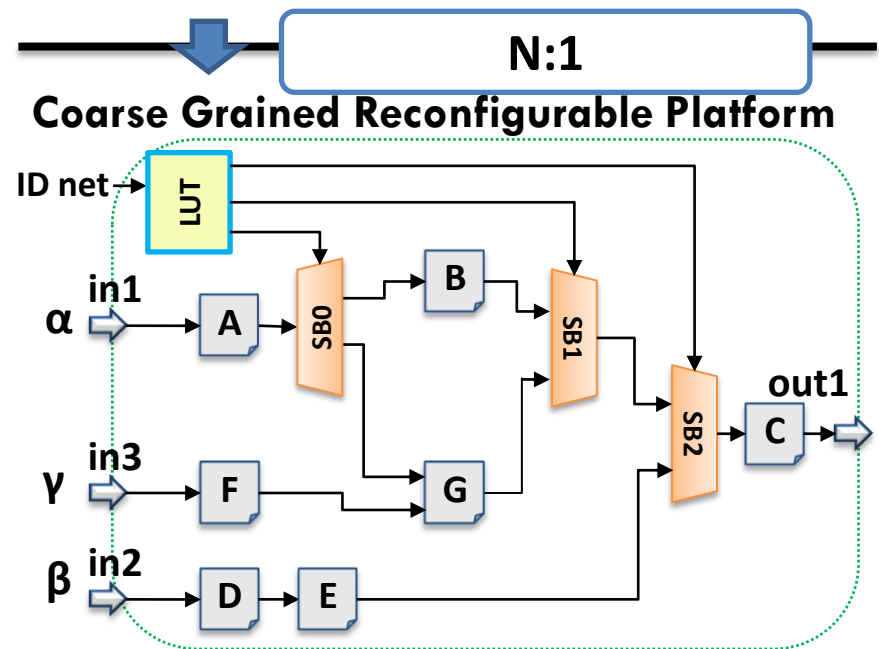 N:1
Coarse Grained Reconfigurable Platform
ID net
LUT
in1
α
A
SB0
B
SB1
SB2
out1
C
in3
γ
F
G
in2
β
D
E